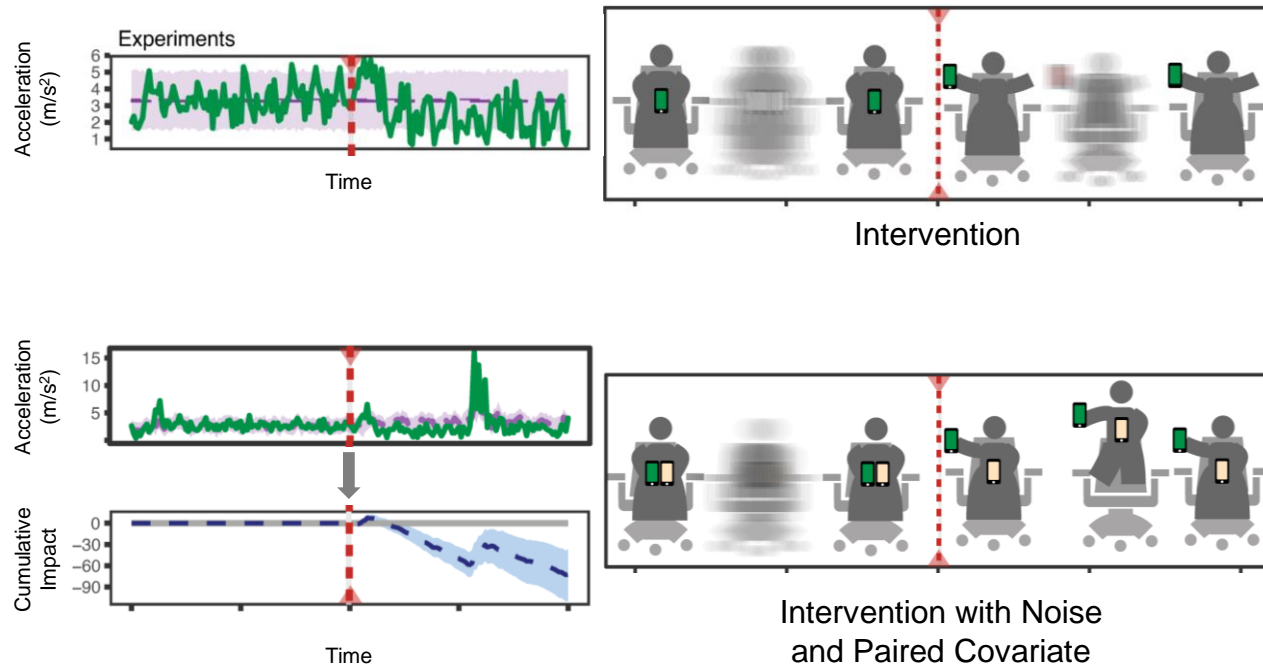 Experiments
Acceleration
(m/s²)
6
5
4
3
2
1
Time
Intervention
Acceleration
(m/s²)
15
10
5
Cumulative
Impact
0
−30
−60
−90
Time
Intervention with Noise
and Paired Covariate